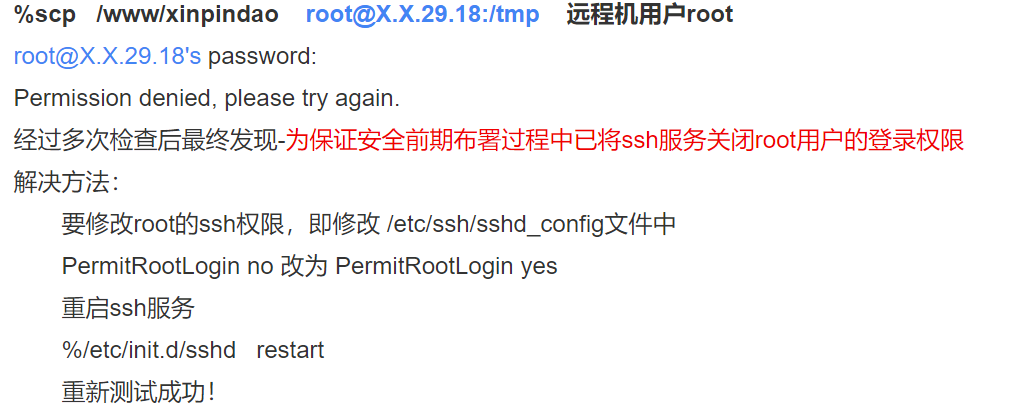 %scp /www/xinpindao root@X.X.29.18:/tmp 远程机用户root
root@X.X.29.18's password:
Permission denied, please try again.
经过多次检查后最终发现-为保证安全前期布署过程中已将ssh服务关闭root用户的登录权限
解决方法：
要修改root的ssh权限，即修改 /etc/ssh/sshd_config文件中
PermitRootLogin no 改为 PermitRootLogin yes
重启ssh服务
%/etc/init.d/sshd restart
重新测试成功！